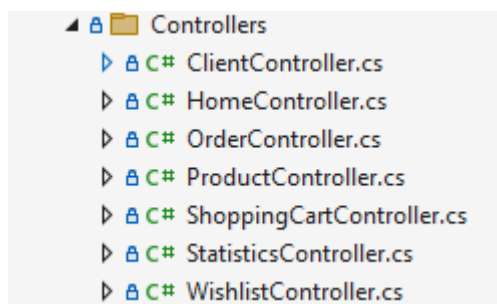 Controllers
C# ClientController.cs
C# HomeController.cs
C# OrderController.cs
C# ProductController.cs
C# ShoppingCartController.cs
C# StatisticsController.cs
C# WishlistController.cs